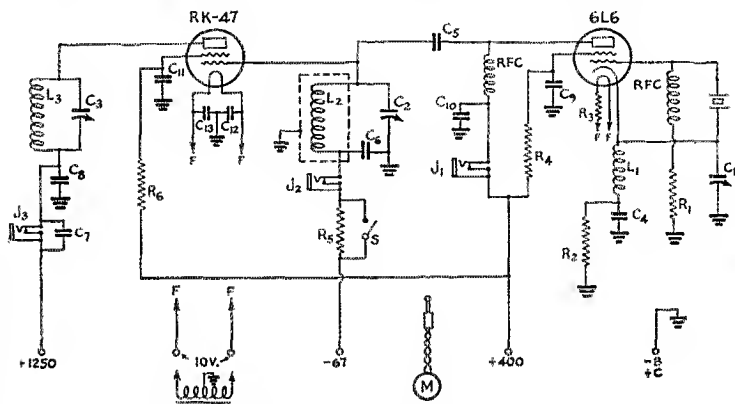 RK-47
6L6
C5
C11
L3
C3
RFC
RFC
C9
L2
C2
C10
C13
C12
R3
F
F
C6
F
F
C8
R6
J2
J1
R4
L1
C1
J3
C7
R5
S
C4
R1
R2
F
F
+1250
10V.
-67
+400
-B
+C
M